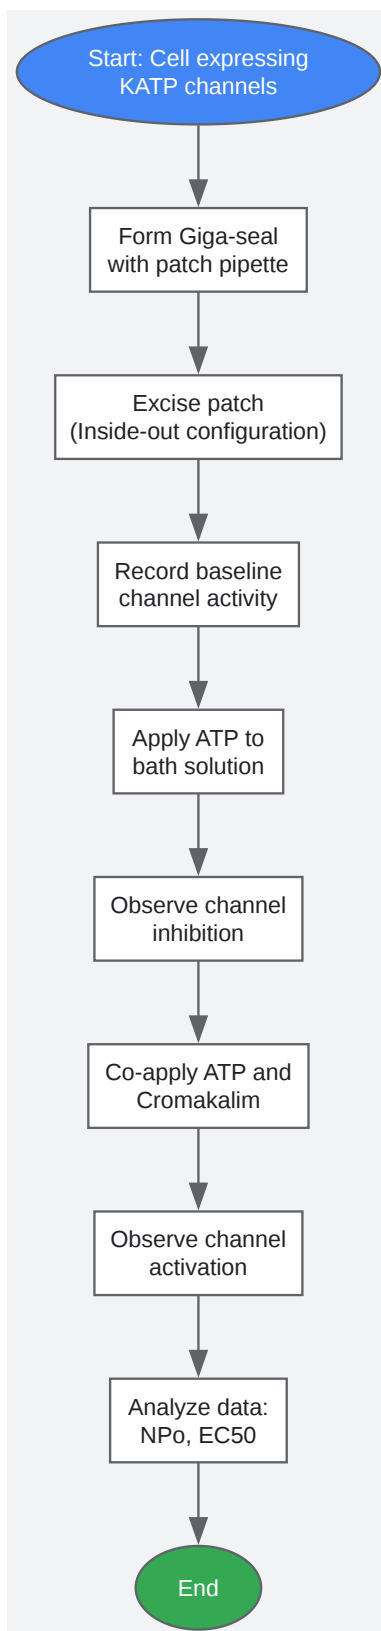 Start: Cell expressing
KATP channels
Form Giga-seal
with patch pipette
Excise patch
(Inside-out configuration)
Record baseline
channel activity
Apply ATP to
bath solution
Observe channel
inhibition
Co-apply ATP and
Cromakalim
Observe channel
activation
Analyze data:
NPo, EC50
End